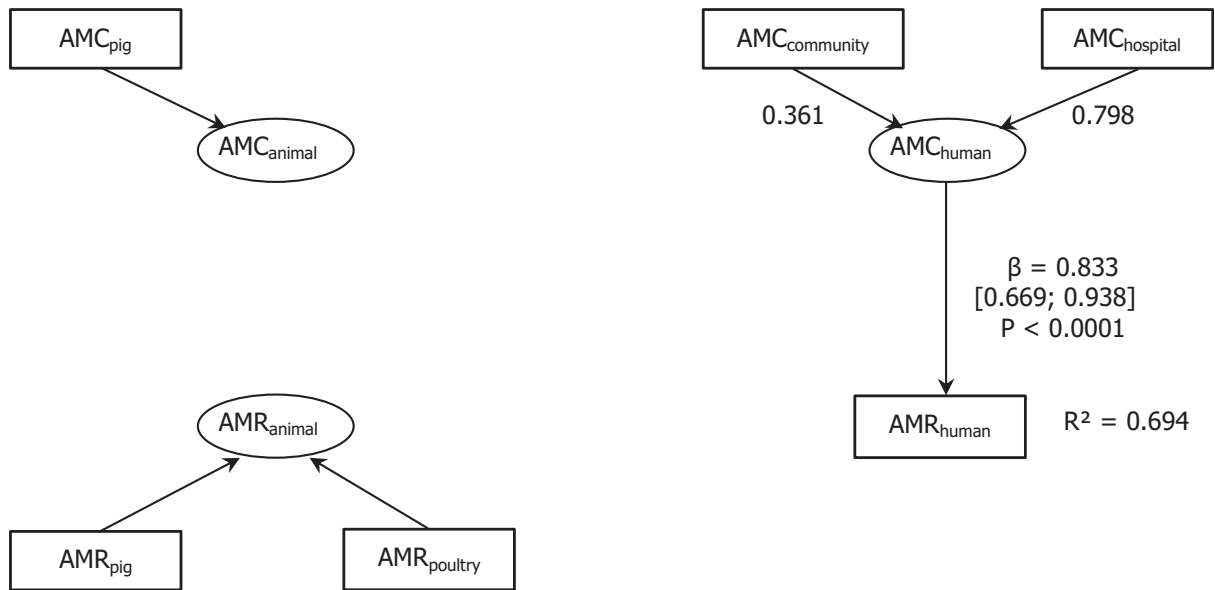 AMCpig
AMCcommunity
AMChospital
0.361
0.798
AMCanimal
AMChuman
β = 0.833
[0.669; 0.938]
P < 0.0001
AMRanimal
AMRhuman
R² = 0.694
AMRpig
AMRpoultry